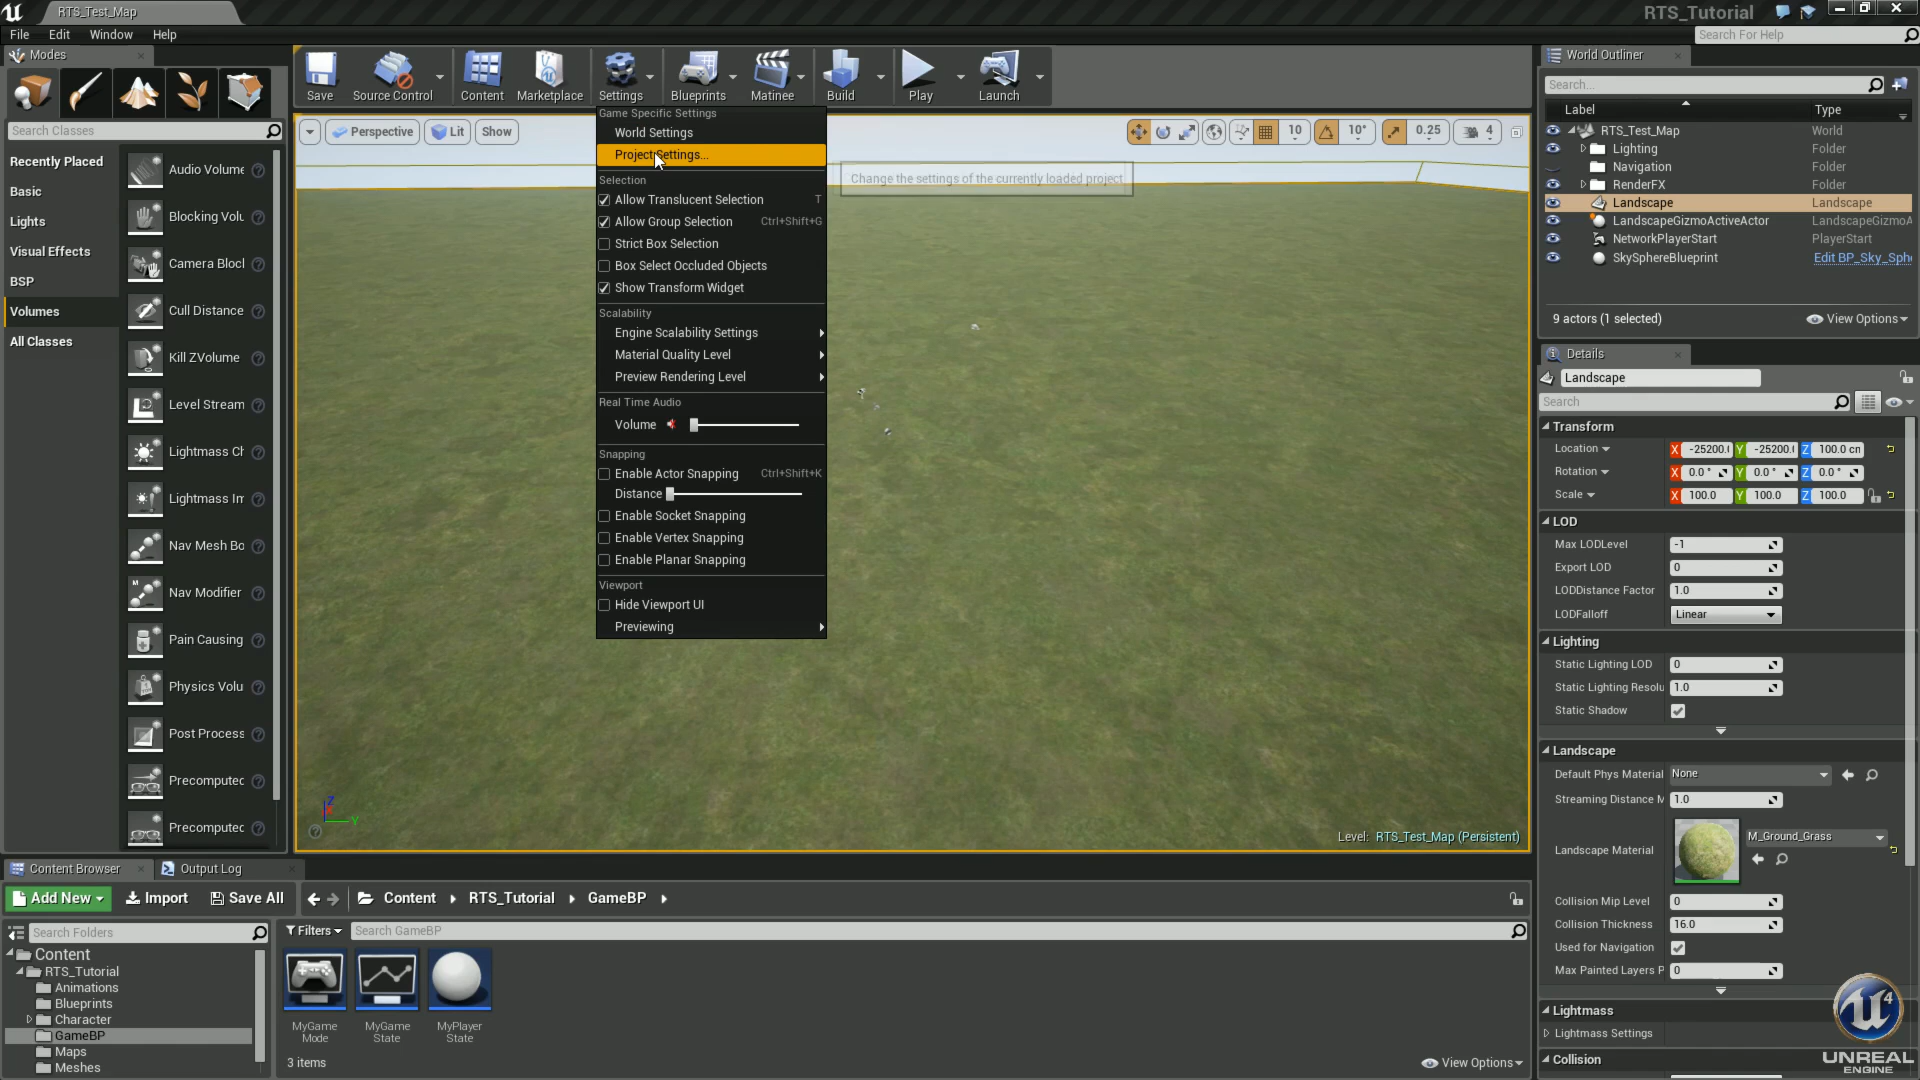 RTS_Test_Map
RTS_Tutorial
File Edit Window Help
Search For Help
Modes
Save Source Control Content Marketplace Settings Blueprints Matinee Build Play Launch
World Outliner
Search...
Label Type
RTS_Test_Map World
Lighting Folder
Navigation Folder
RenderFX Folder
Landscape Landscape
LandscapeGizmoActiveActor LandscapeGizmoA
NetworkPlayerStart PlayerStart
SkySphereBlueprint Edit BP_Sky_Sphe
9 actors (1 selected) View Options
Search Classes
Recently Placed
Basic
Lights
Visual Effects
BSP
Volumes
All Classes
Audio Volume
Blocking Volu
Camera Block
Cull Distance
Kill ZVolume
Level Stream
Lightmass Ch
Lightmass Im
Nav Mesh Bo
Nav Modifier
Pain Causing
Physics Volu
Post Process
Precomputed
Precomputed
Perspective Lit Show
10 10° 0.25 4
Game Specific Settings
World Settings
Project Settings...
Change the settings of the currently loaded project
Selection
Allow Translucent Selection T
Allow Group Selection Ctrl+Shift+G
Strict Box Selection
Box Select Occluded Objects
Show Transform Widget
Scalability
Engine Scalability Settings
Material Quality Level
Preview Rendering Level
Real Time Audio
Volume
Snapping
Enable Actor Snapping Ctrl+Shift+K
Distance
Enable Socket Snapping
Enable Vertex Snapping
Enable Planar Snapping
Viewport
Hide Viewport UI
Previewing
Z
X
Y
Level: RTS_Test_Map (Persistent)
Details
Landscape
Search
Transform
Location X -25200.( Y -25200.( Z 100.0 cm
Rotation X 0.0 ° Y 0.0 ° Z 0.0 °
Scale X 100.0 Y 100.0 Z 100.0
LOD
Max LODLevel -1
Export LOD 0
LODDistance Factor 1.0
LODFalloff Linear
Lighting
Static Lighting LOD 0
Static Lighting Resolu 1.0
Static Shadow
Landscape
Default Phys Material None
Streaming Distance M 1.0
Landscape Material M_Ground_Grass
Collision Mip Level 0
Collision Thickness 16.0
Used for Navigation
Max Painted Layers P 0
Lightmass
Lightmass Settings
Collision
UNREAL
ENGINE
Content Browser Output Log
Add New Import Save All Content RTS_Tutorial GameBP
Search Folders
Filters Search GameBP
Content
RTS_Tutorial
Animations
Blueprints
Character
GameBP
Maps
Meshes
MyGame Mode
MyGame State
MyPlayer State
3 items View Options